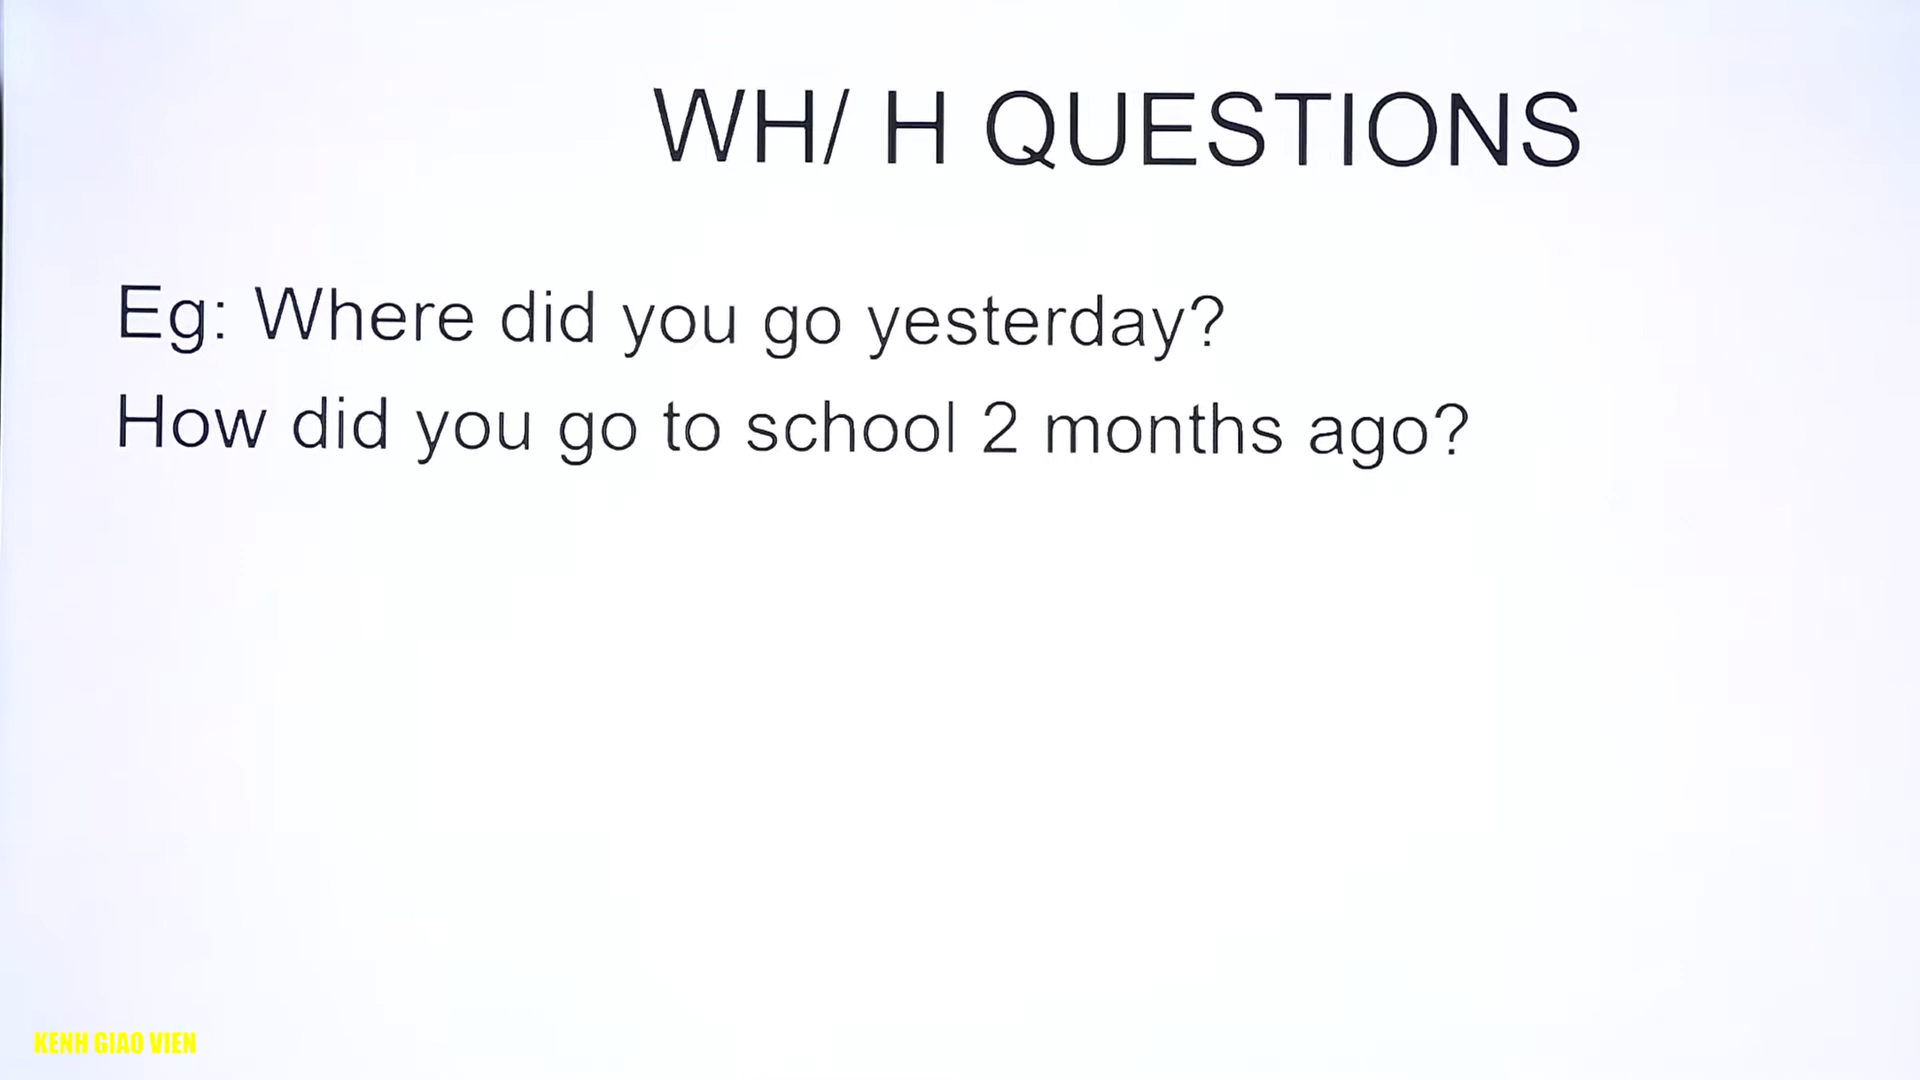 WH/ H QUESTIONS
Eg: Where did you go yesterday?
How did you go to school 2 months ago?
KENH GIAO VIEN